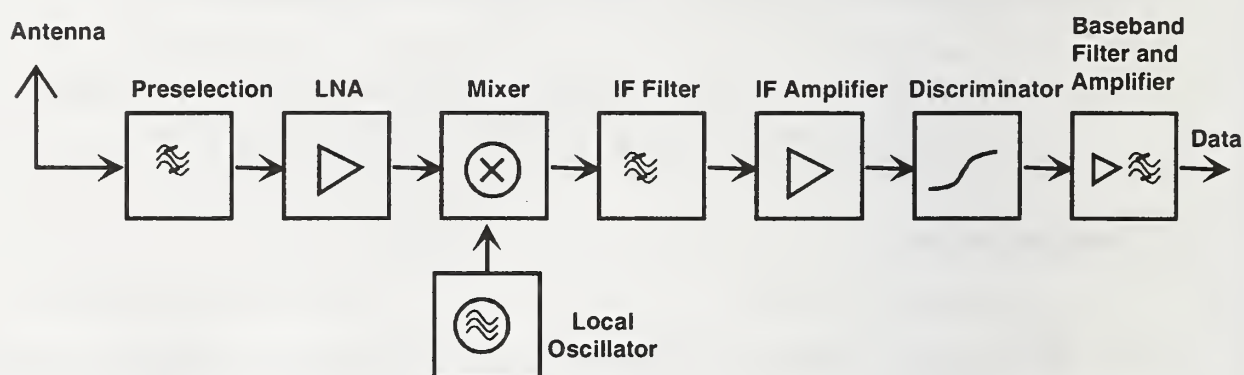 Antenna
Preselection
LNA
Mixer
IF Filter
IF Amplifier
Discriminator
Baseband
Filter and
Amplifier
Data
Local
Oscillator